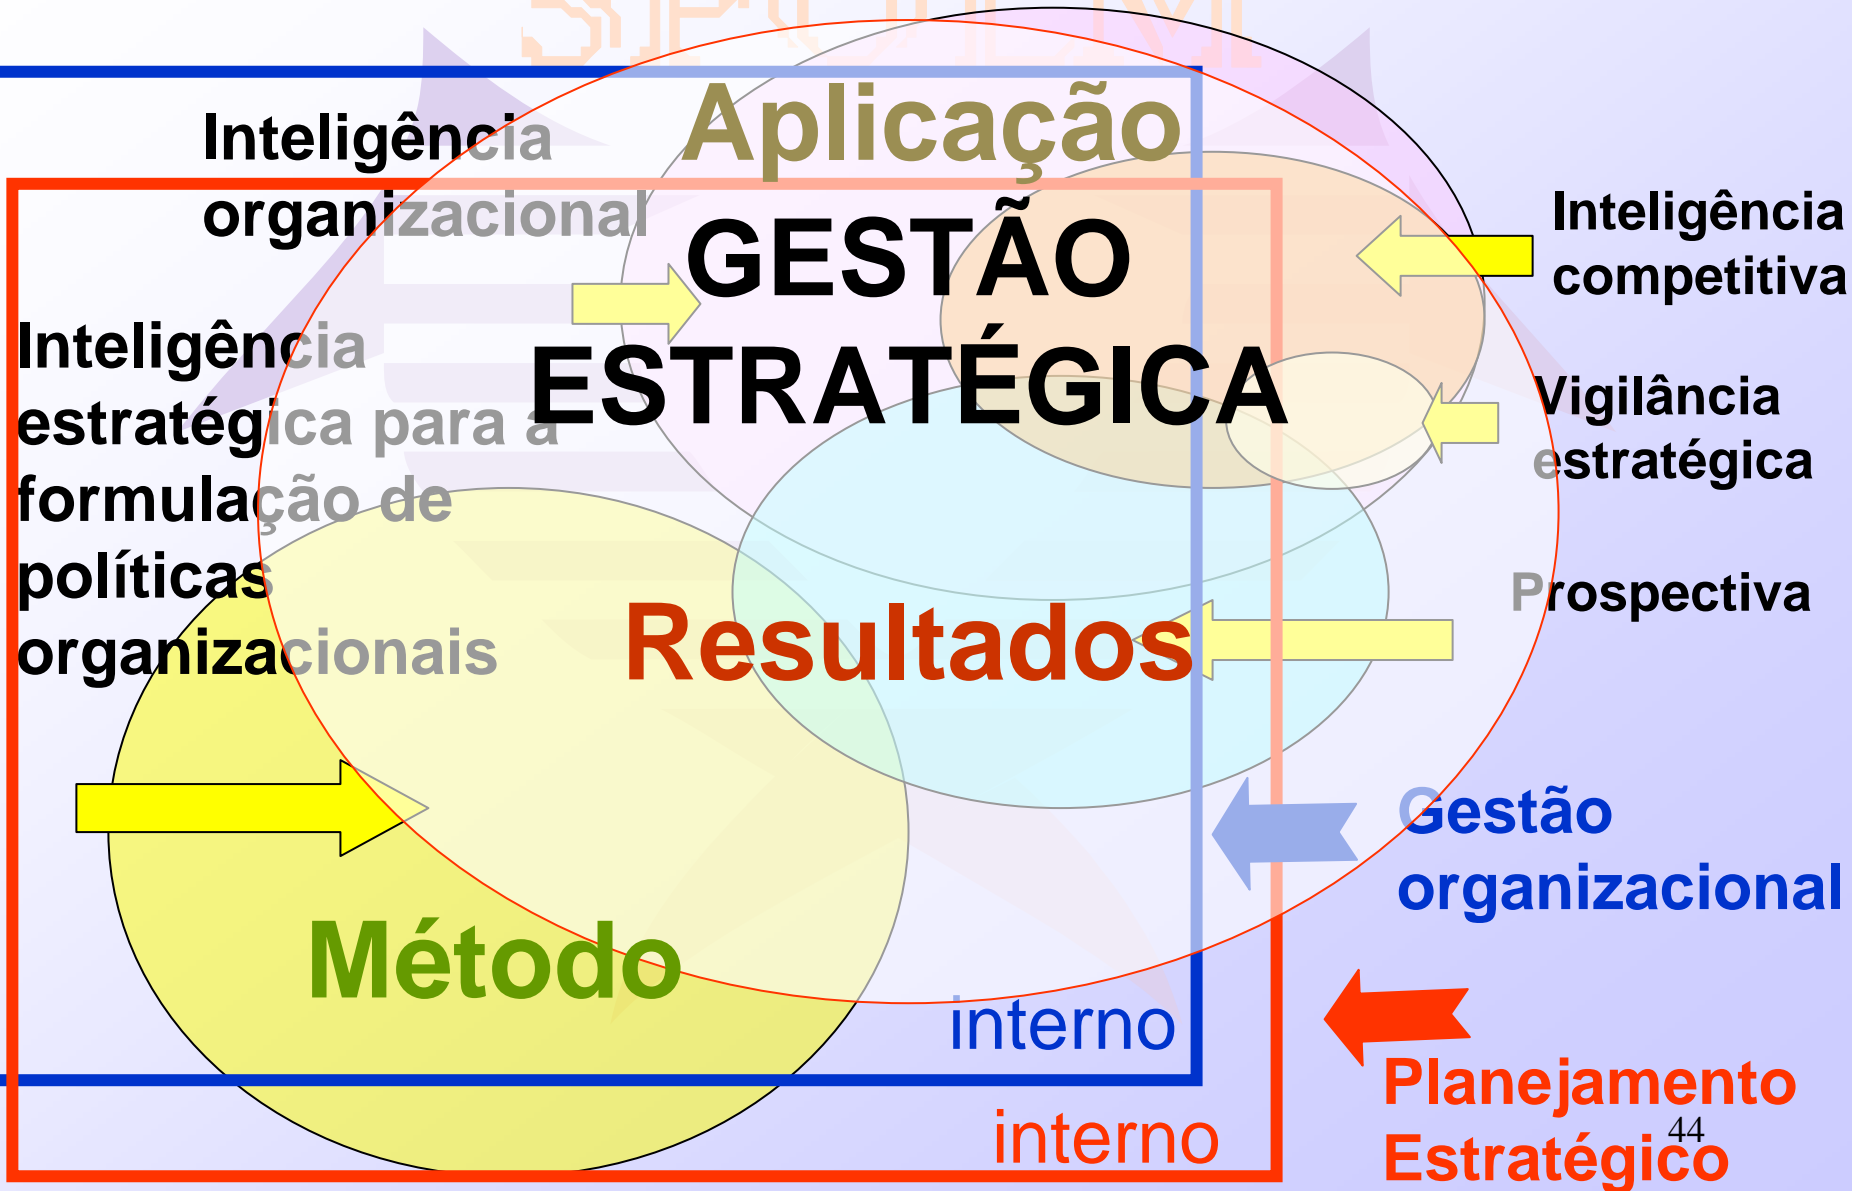 SPULM
Aplicação
Inteligência
organizacional
GESTÃO
ESTRATÉGICA
Inteligência
competitiva
Inteligência
estratégica para a
formulação de
políticas
organizacionais
Vigilância
estratégica
Prospectiva
Resultados
Gestão
organizacional
Método
interno
interno
Planejamento
Estratégico
44